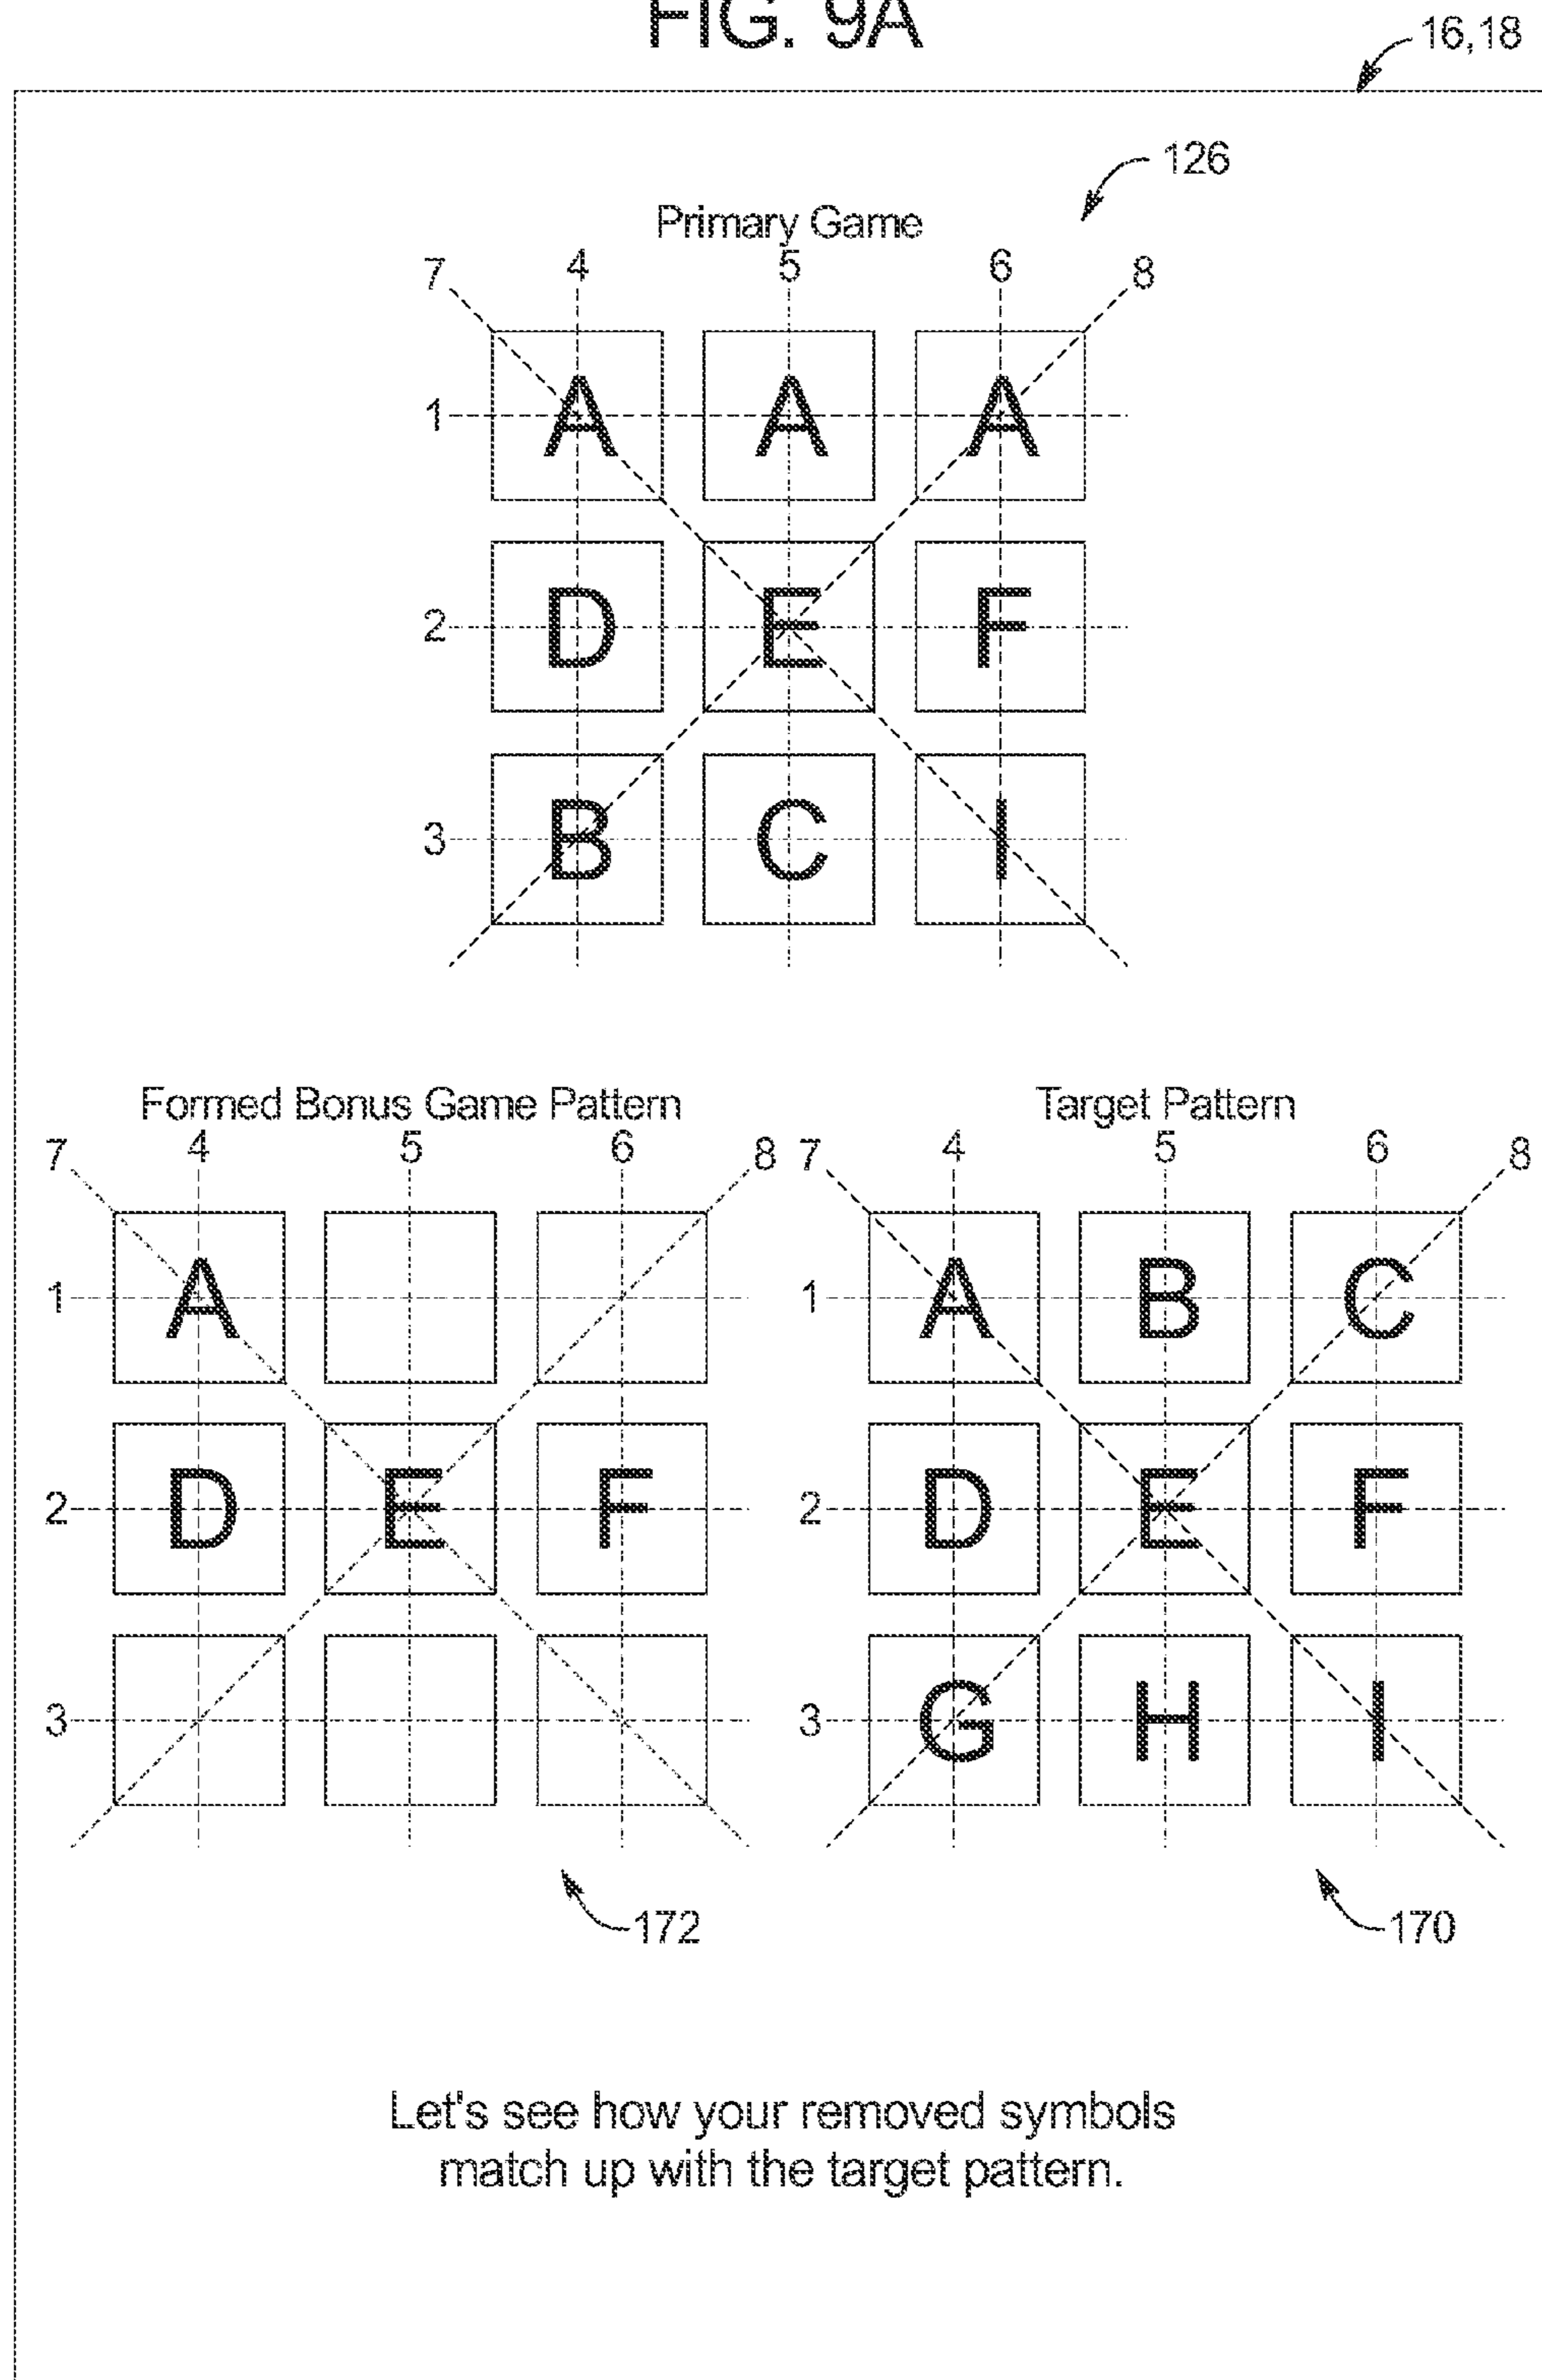 FIG. 9A
16,18
126
Primary Game
7 4 5 6 8
1 A A A
2 D E F
3 B C I
Formed Bonus Game Pattern
7 4 5 6 8
1 A
2 D E F
3
172
Target Pattern
7 4 5 6 8
1 A B C
2 D E F
3 G H I
170
Let's see how your removed symbols
match up with the target pattern.